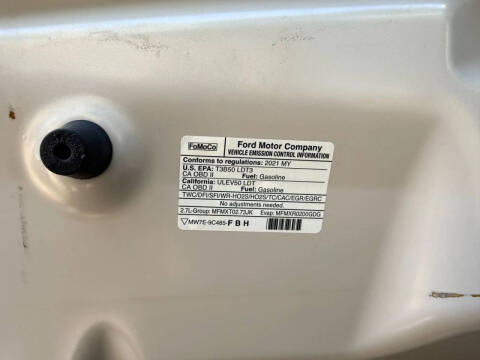 FoMoCo
Ford Motor Company
VEHICLE EMISSION CONTROL INFORMATION
Conforms to regulations: 2021 MY
U.S. EPA: T3B50 LDT3
CA OBD II Fuel: Gasoline
California: ULEV50 LDT
CA OBD II Fuel: Gasoline
TWC/DFI/SFI/WR-HO2S/HO2S/TC/CAC/EGR/EGRC
No adjustments needed.
2.7L-Group: MFMXT02.73JK Evap: MFMXR0200GDG
MW7E-9C485-FBH